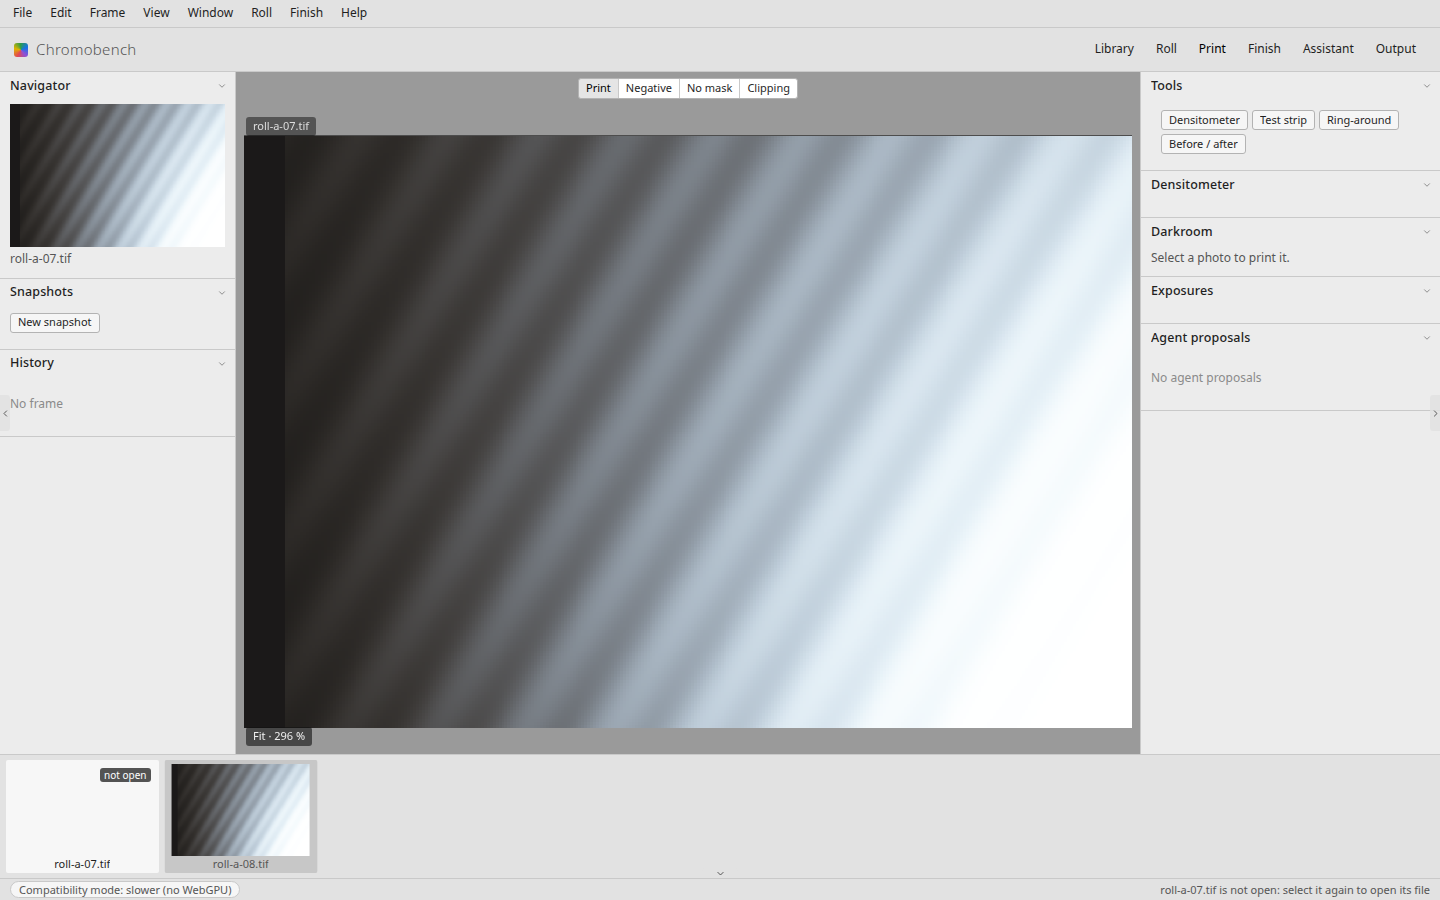 File Edit Frame View Window Roll Finish Help
Chromobench
Library Roll Print Finish Assistant Output
Navigator
roll-a-07.tif
Snapshots
New snapshot
History
No frame
Print Negative No mask Clipping
roll-a-07.tif
Fit · 296 %
Tools
Densitometer Test strip Ring-around
Before / after
Densitometer
Darkroom
Select a photo to print it.
Exposures
Agent proposals
No agent proposals
not open
roll-a-07.tif
roll-a-08.tif
Compatibility mode: slower (no WebGPU)
roll-a-07.tif is not open: select it again to open its file